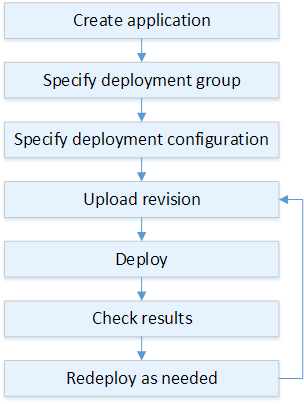 Create application
Specify deployment group
Specify deployment configuration
Upload revision
Deploy
Check results
Redeploy as needed